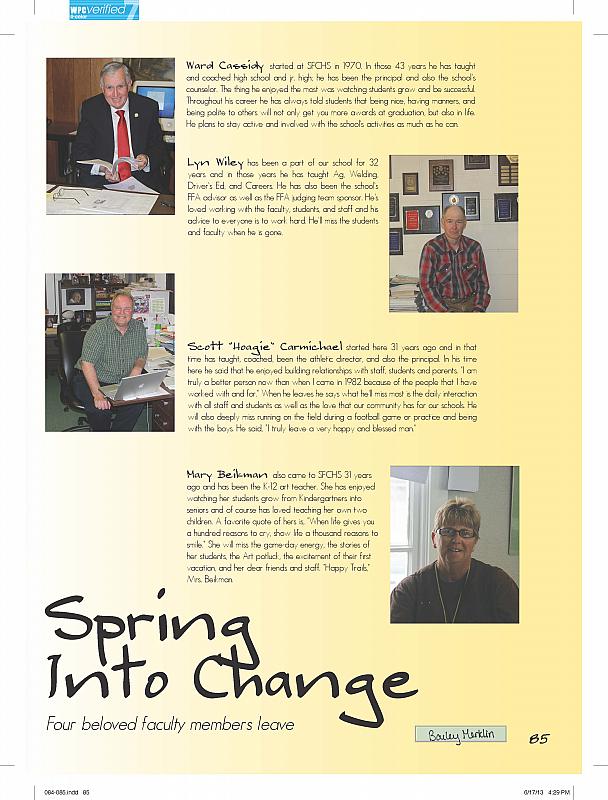 WPC verified 7
4-color
Ward Cassidy started at SFCHS in 1970. In those 43 years he has taught
and coached high school and jr. high; he has been the principal and also the school's
counselor. The thing he enjoyed the most was watching students grow and be successful.
Throughout his career he has always told students that being nice, having manners, and
being polite to others will not only get you more awards at graduation, but also in life.
He plans to stay active and involved with the school's activities as much as he can.
Lyn Wiley has been a part of our school for 32
years and in those years he has taught Ag, Welding,
Driver's Ed, and Careers. He has also been the school's
FFA advisor as well as the FFA judging team sponsor. He's
loved working with the faculty, students, and staff and his
advice to everyone is to work hard. He'll miss the students
and faculty when he is gone.
Scott "Hoagie" Carmichael started here 31 years ago and in that
time has taught, coached, been the athletic director, and also the principal. In his time
here he said that he enjoyed building relationships with staff, students and parents. "I am
truly a better person now than when I came in 1982 because of the people that I have
worked with and for." When he leaves he says what he'll miss most is the daily interaction
with all staff and students as well as the love that our community has for our schools. He
will also deeply miss running on the field during a football game or practice and being
with the boys. He said, "I truly leave a very happy and blessed man."
Mary Beikman also came to SFCHS 31 years
ago and has been the K-12 art teacher. She has enjoyed
watching her students grow from Kindergartners into
seniors and of course has loved teaching her own two
children. A favorite quote of hers is, "When life gives you
a hundred reasons to cry, show life a thousand reasons to
smile." She will miss the game-day energy, the stories of
her students, the Art potluck, the excitement of their first
vacation, and her dear friends and staff. "Happy Trails,"
Mrs. Beikman.
Spring
Into Change
Four beloved faculty members leave
Bailey Merklin
85
084-085.indd 85
6/17/13 4:29 PM